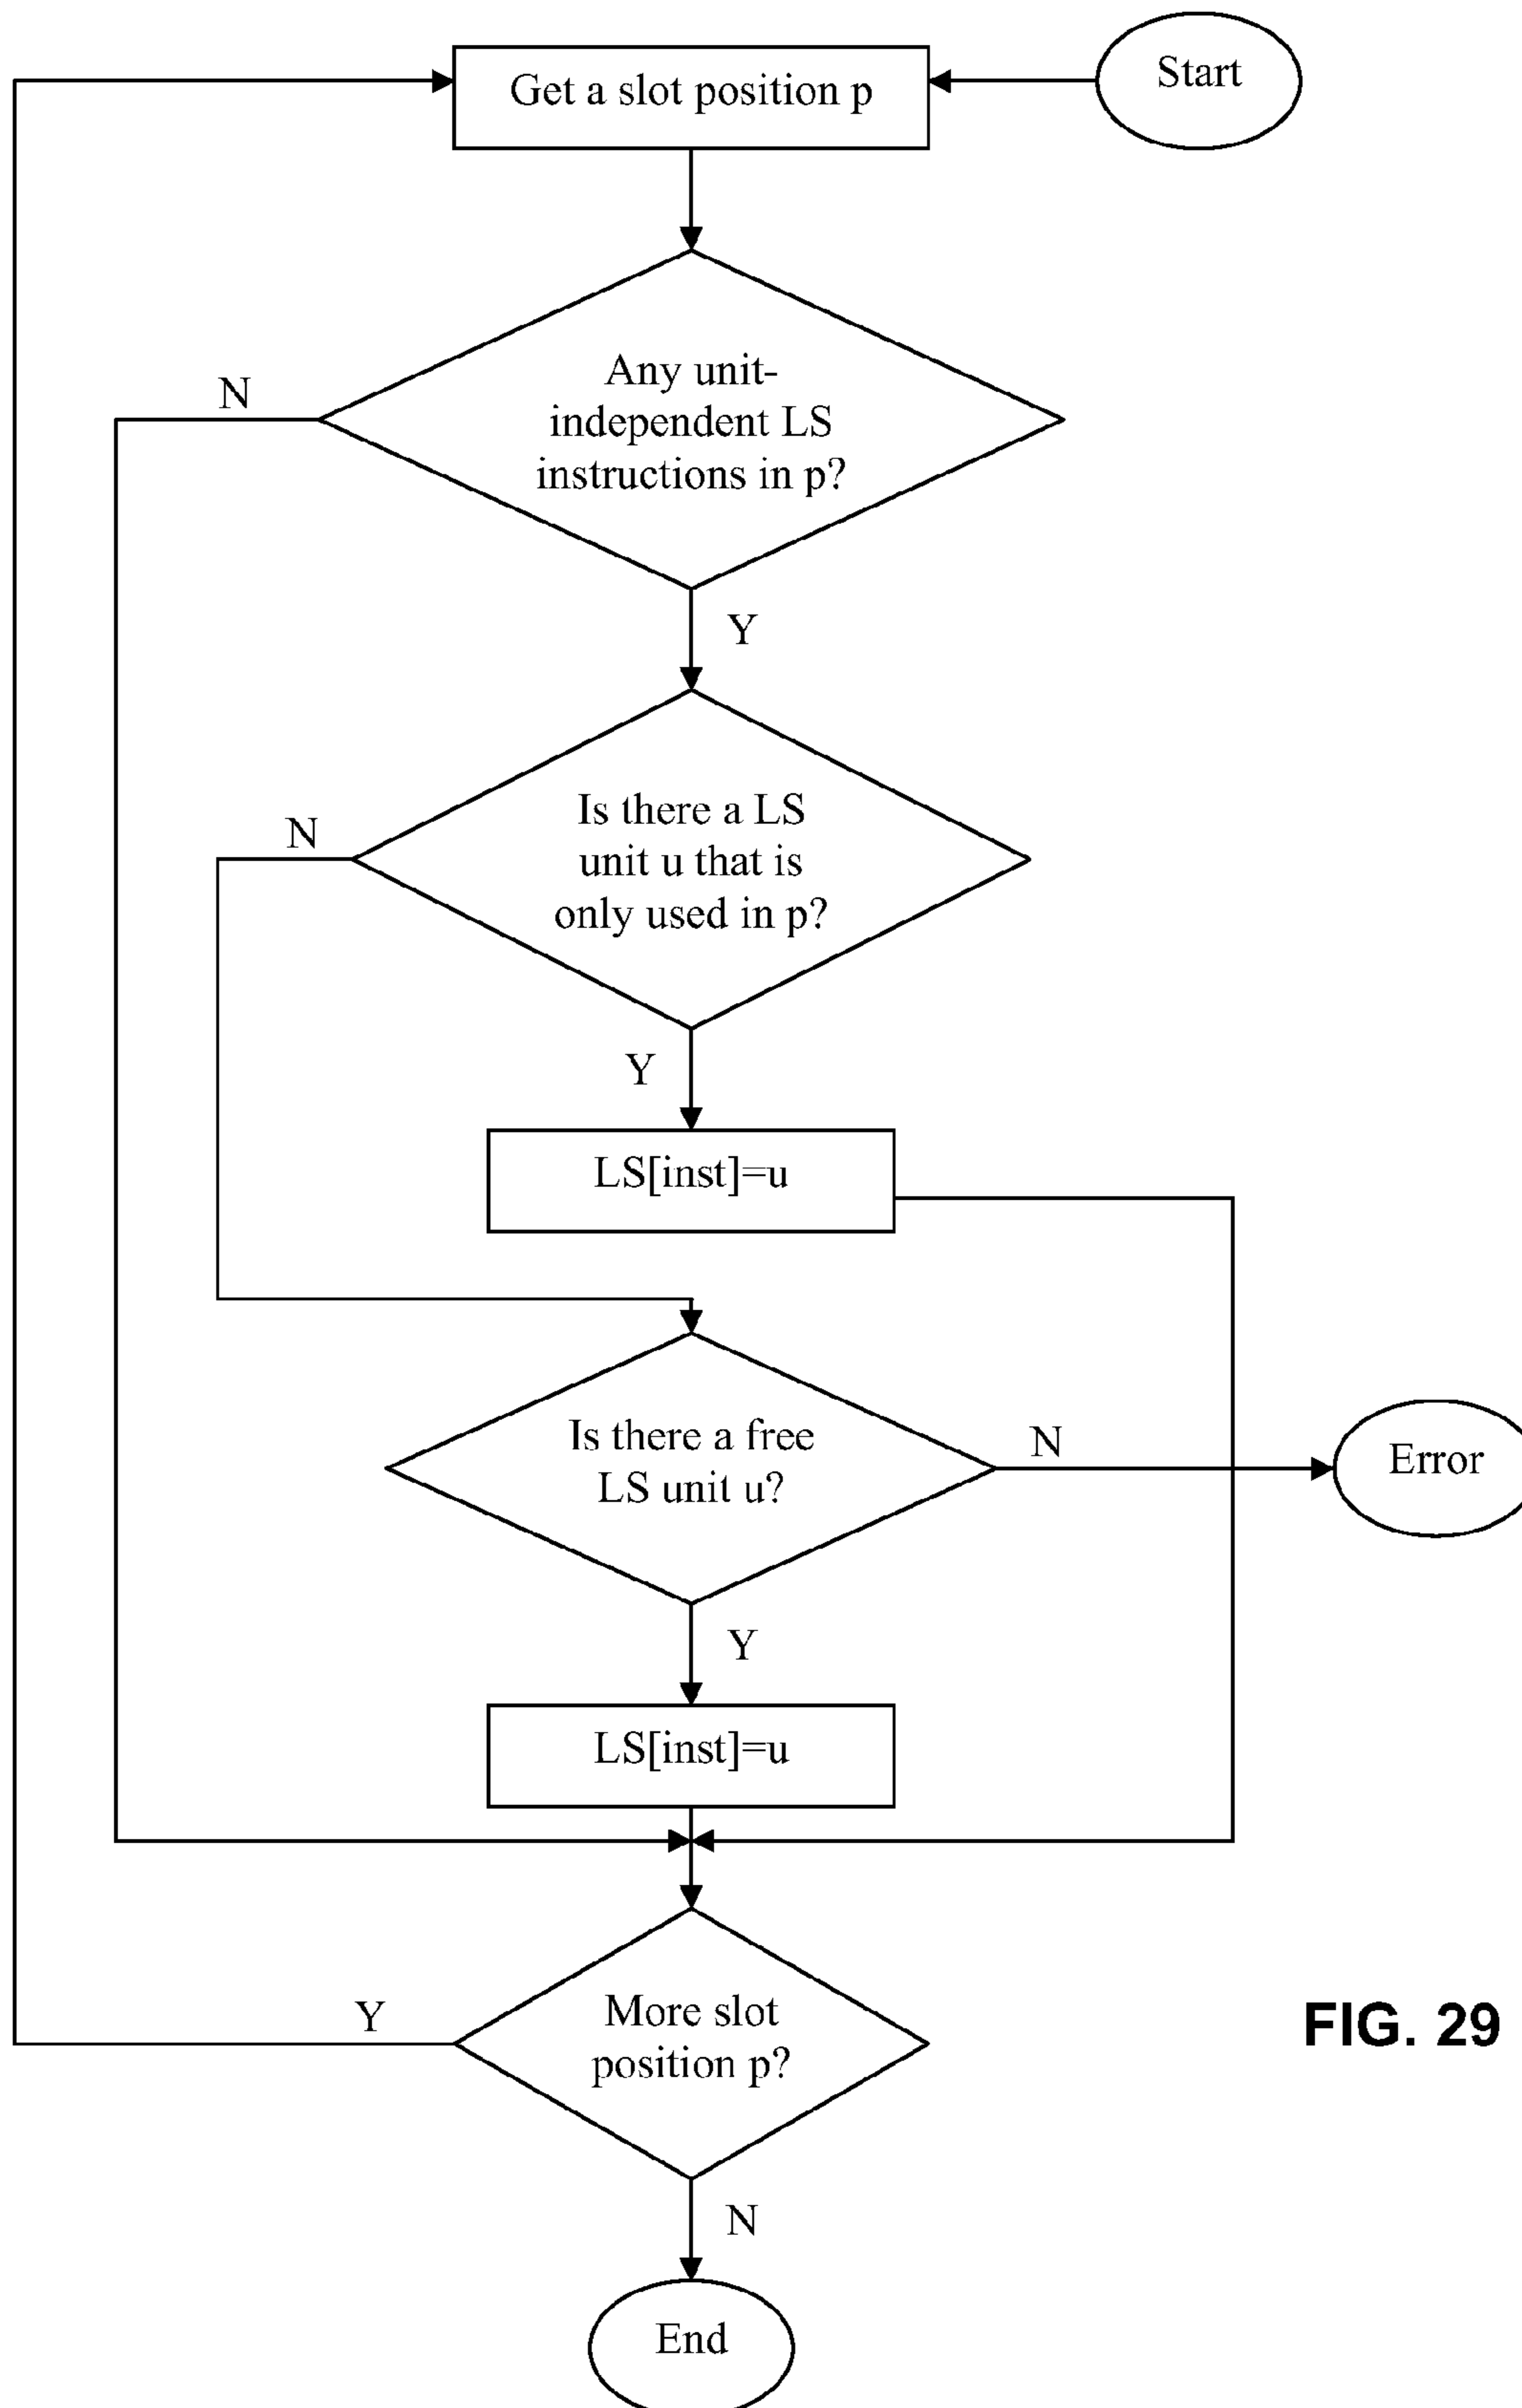 Start
Get a slot position p
Any unit-
independent LS
instructions in p?
N
Y
Is there a LS
unit u that is
only used in p?
N
Y
LS[inst]=u
Is there a free
LS unit u?
N
Error
Y
LS[inst]=u
More slot
position p?
Y
N
End
FIG. 29